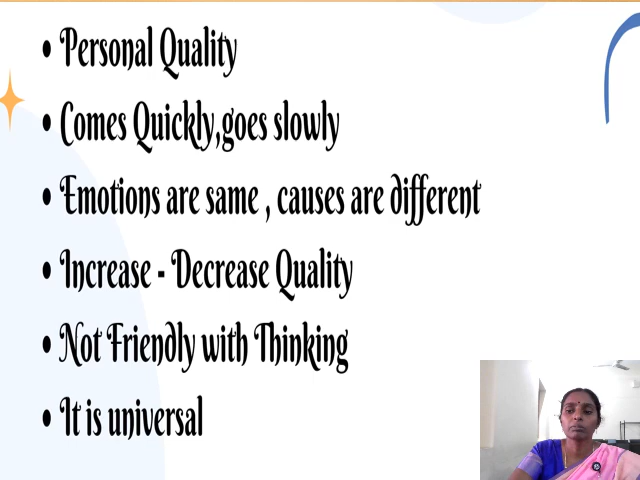 • Personal Quality
• Comes Quickly,goes slowly
• Emotions are same , causes are different
• Increase - Decrease Quality
• Not Friendly with Thinking
• It is universal